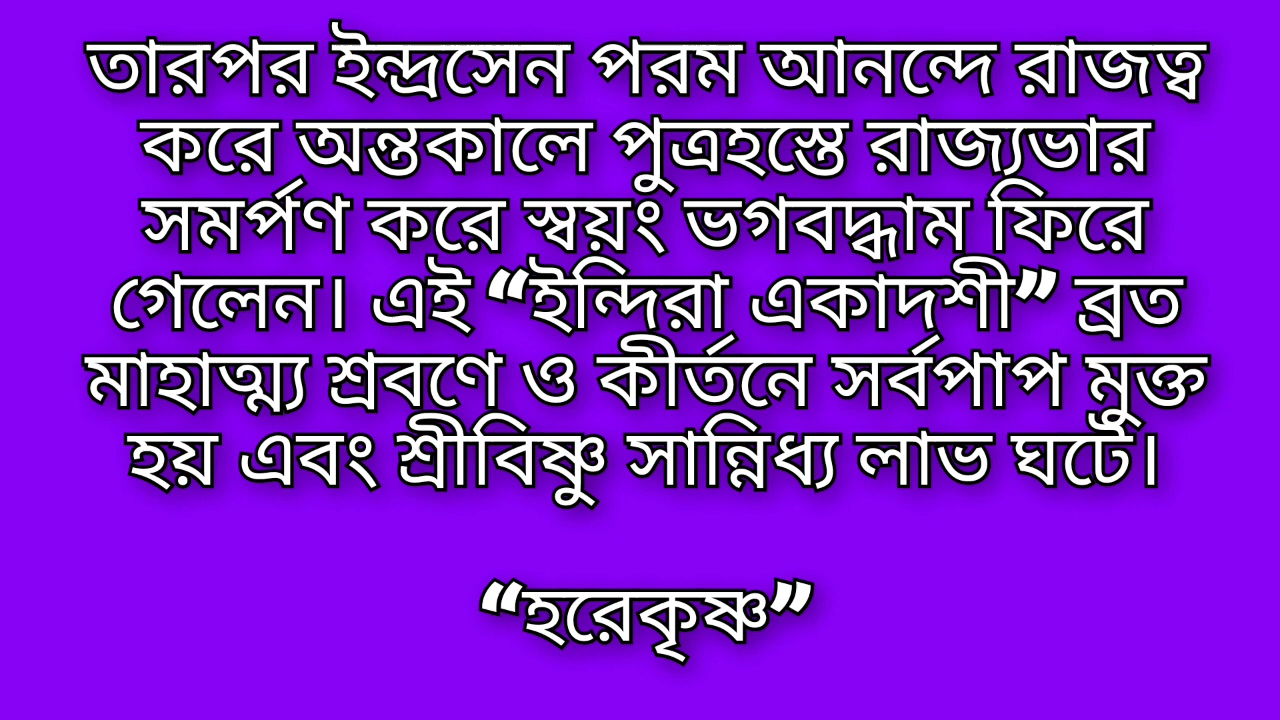 তারপর ইন্দ্রসেন পরম আনন্দে রাজত্ব
করে অন্তকালে পুত্রহস্তে রাজ্যভার
সমর্পণ করে স্বয়ং ভগবদ্ধাম ফিরে
গেলেন। এই “ইন্দিরা একাদশী” ব্রত
মাহাত্ম্য শ্রবণে ও কীর্তনে সর্বপাপ মুক্ত
হয় এবং শ্রীবিষ্ণু সান্নিধ্য লাভ ঘটে।
“হরেকৃষ্ণ”